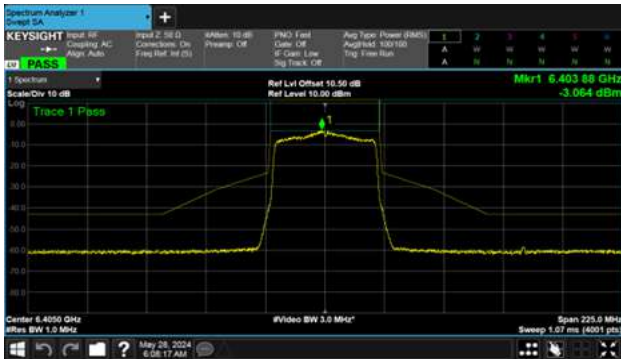 Spectrum Analyzer 1
Swept SA
+
KEYSIGHT Input: RF Input Z: 50 Ω #Atten: 10 dB PNO: Fast Avg Type: Power (RMS) 1 2 3 4 5 6
Coupling: AC Corrections: On Preamp: Off Gate: Off Avg|Hold: 100/100 A W W W W W
Align: Auto Freq Ref: Int (S) IF Gain: Low Trig: Free Run
Sig Track: Off A N N N N N
LXI PASS
1 Spectrum
Scale/Div 10 dB
Ref Lvl Offset 10.50 dB
Ref Level 10.00 dBm
Mkr1 6.403 88 GHz
-3.064 dBm
Log
Trace 1 Pass
1
0.00
-10.0
-20.0
-30.0
-40.0
-50.0
-60.0
-70.0
-80.0
Center 6.4050 GHz
#Res BW 1.0 MHz
#Video BW 3.0 MHz*
Span 225.0 MHz
Sweep 1.07 ms (4001 pts)
?
May 28, 2024
6:08:17 AM